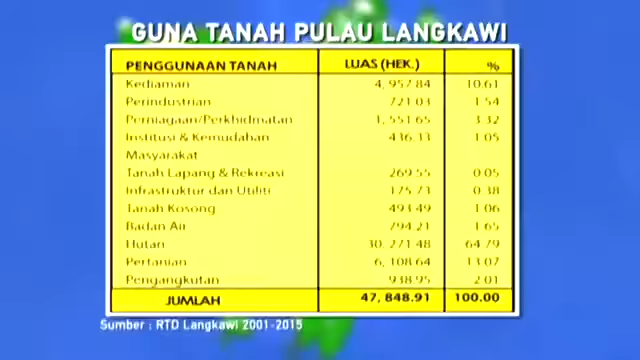 GUNA TANAH PULAU LANGKAWI
PENGGUNAAN TANAH LUAS (HEK.) %
Kediaman 4, 957.84 10.61
Perindustrian 721.03 1.54
Perniagaan/Perkhidmatan 1, 551.65 3.32
Institusi & Kemudahan 436.33 1.05
Masyarakat
Tanah Lapang & Rekreasi 269.55 0.05
Infrastruktur dan Utiliti 175.73 0.38
Tanah Kosong 493.49 1.06
Badan Air 794.21 1.65
Hutan 30, 271.48 64.79
Pertanian 6, 108.64 13.07
Pengangkutan 938.95 2.01
JUMLAH 47, 848.91 100.00
Sumber : RTD Langkawi 2001-2015